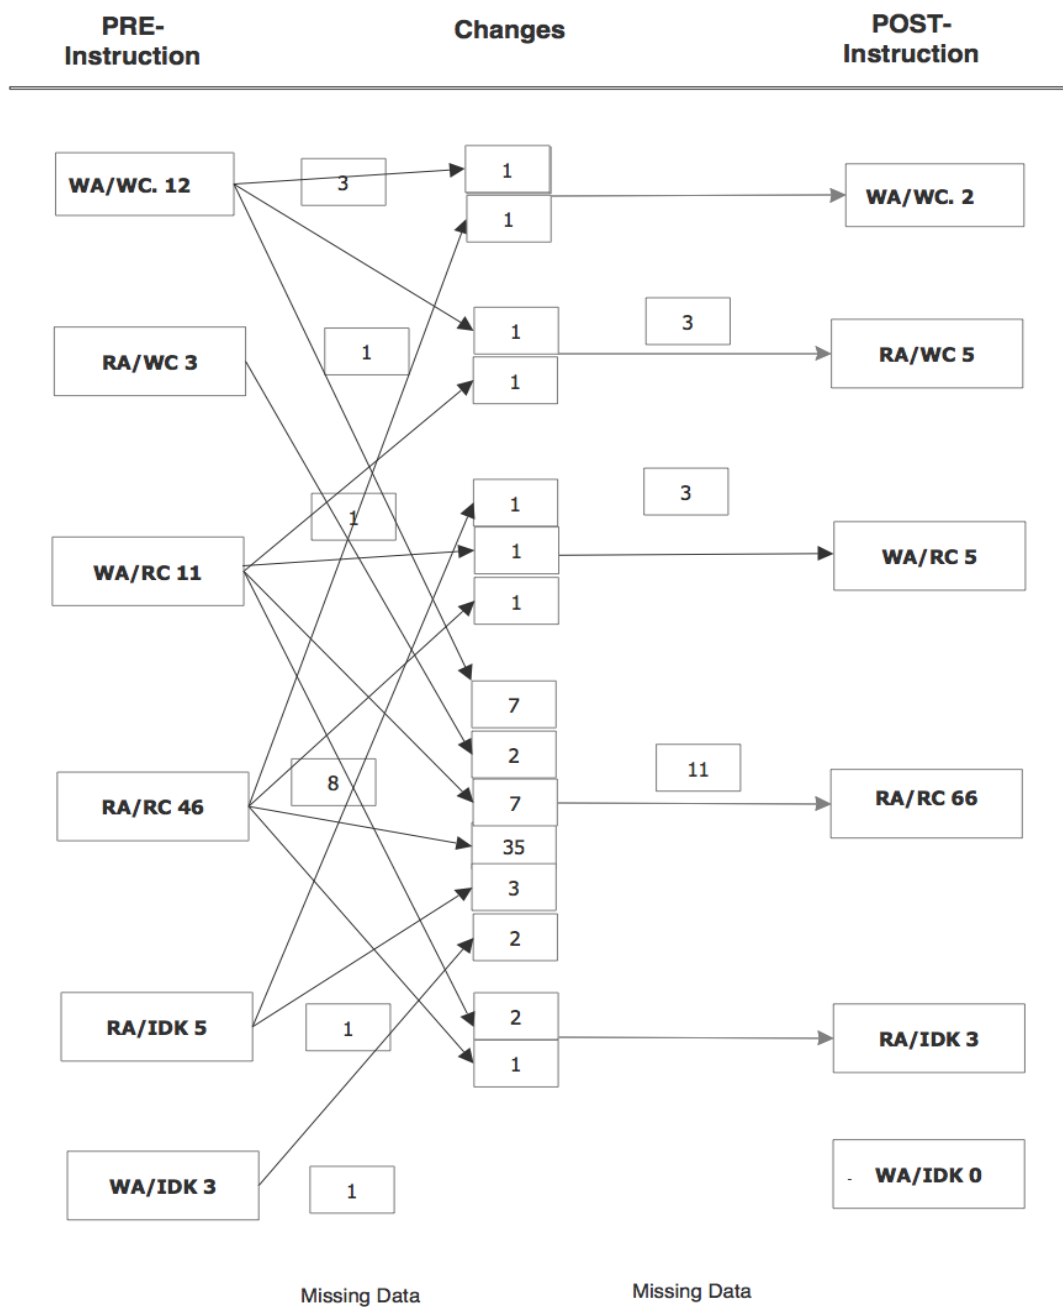 PRE-
Instruction
Changes
POST-
Instruction
WA/WC. 12
3
1
1
WA/WC. 2
RA/WC 3
1
1
1
3
RA/WC 5
WA/RC 11
1
1
1
1
3
WA/RC 5
RA/RC 46
8
7
2
7
35
3
2
11
RA/RC 66
RA/IDK 5
1
2
1
RA/IDK 3
WA/IDK 3
1
- WA/IDK 0
Missing Data
Missing Data